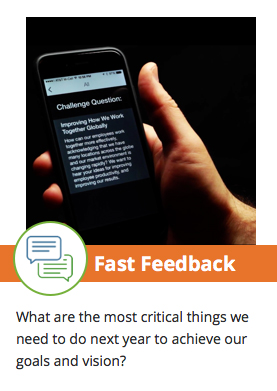 Challenge Question:
Improving How We Work
Together Globally
How can our employees work
together more effectively,
acknowledging that we have
many locations across the globe
and our market environment is
changing rapidly? We want to
hear your ideas for improving
employee productivity, and
improving our results.
Fast Feedback
What are the most critical things we
need to do next year to achieve our
goals and vision?